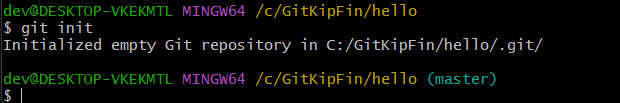 dev@DESKTOP-VKEKMTL MINGW64 /c/GitKipFin/hello
$ git init
Initialized empty Git repository in C:/GitKipFin/hello/.git/
dev@DESKTOP-VKEKMTL MINGW64 /c/GitKipFin/hello (master)
$